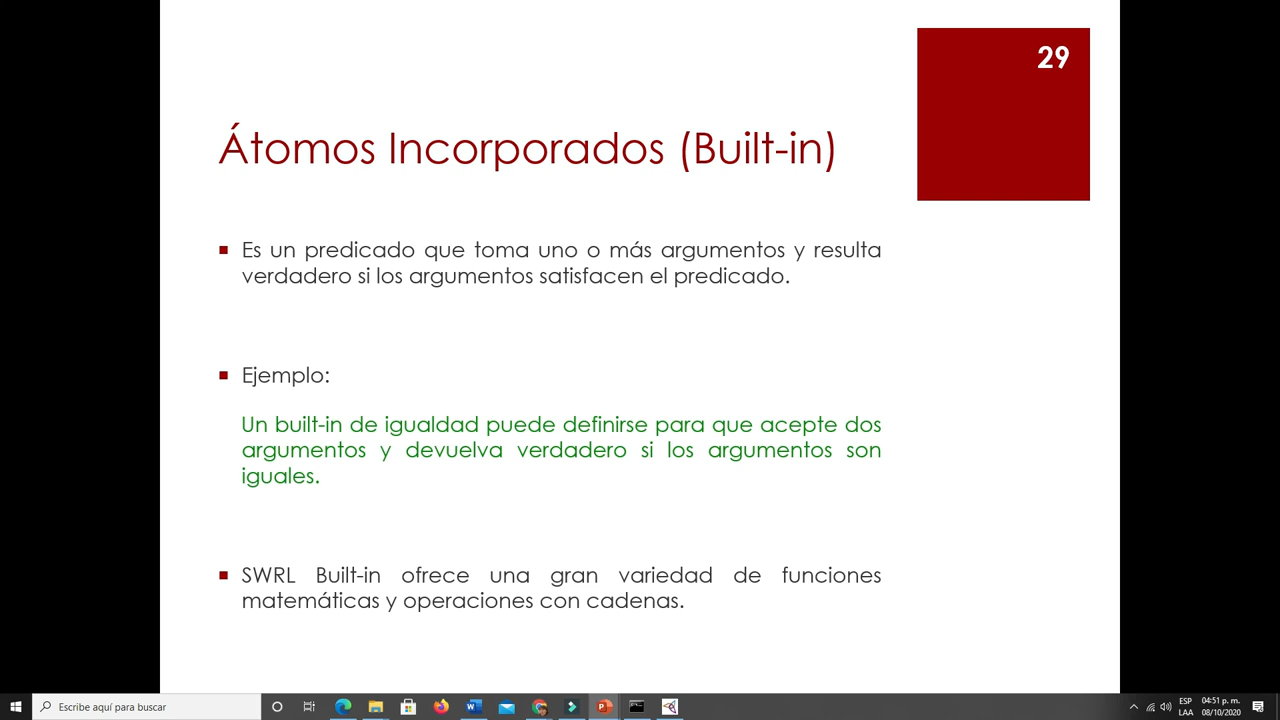 29
Átomos Incorporados (Built-in)
Es un predicado que toma uno o más argumentos y resulta
verdadero si los argumentos satisfacen el predicado.
Ejemplo:
Un built-in de igualdad puede definirse para que acepte dos
argumentos y devuelva verdadero si los argumentos son
iguales.
SWRL Built-in ofrece una gran variedad de funciones
matemáticas y operaciones con cadenas.
Escribe aquí para buscar
ESP
LAA
04:51 p. m.
08/10/2020